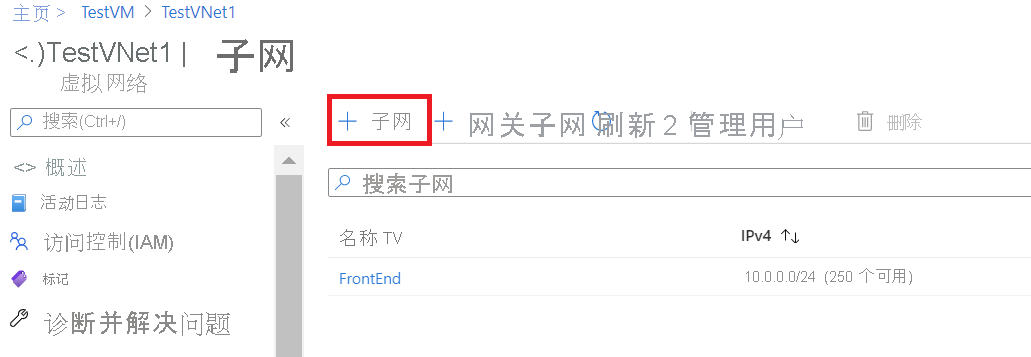 主页 > TestVM > TestVNet1
<.)TestVNet1 | 子网
虚拟网络
搜索(Ctrl+/) «
+ 子网 + 网关子网 刷新 2 管理用户 删除
<> 概述
搜索子网
活动日志
访问控制(IAM)
名称 TV IPv4 ↑↓
标记
FrontEnd 10.0.0.0/24 (250 个可用)
诊断并解决问题